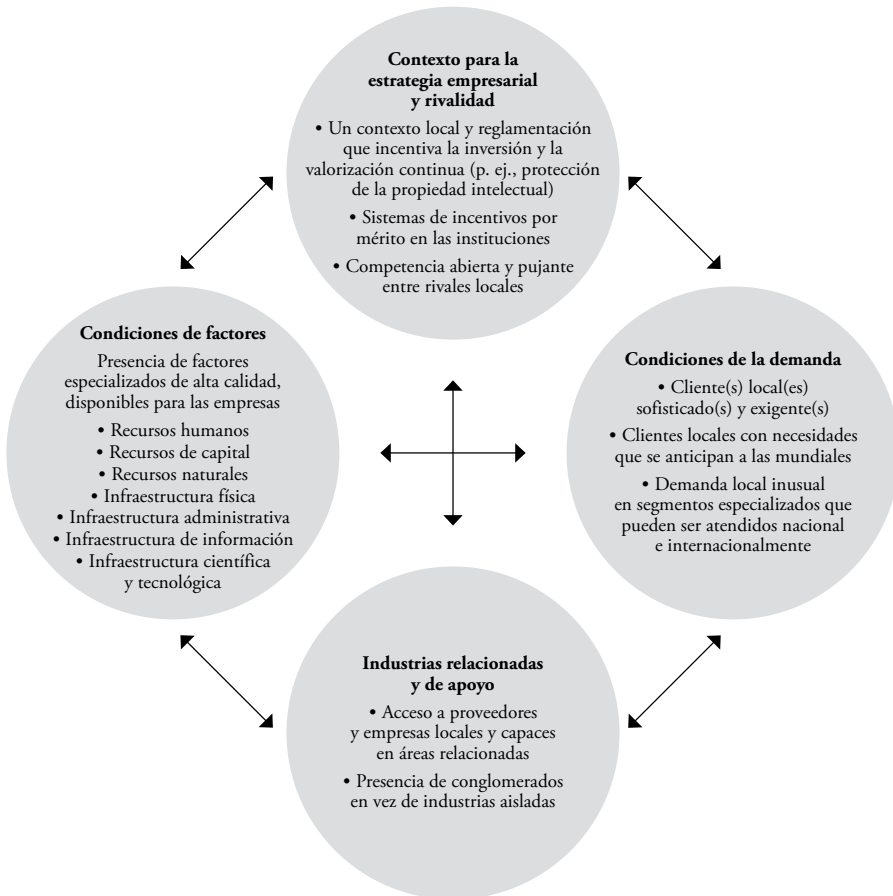 Contexto para la
estrategia empresarial
y rivalidad
• Un contexto local y reglamentación
que incentiva la inversión y la
valorización continua (p. ej., protección
de la propiedad intelectual)
• Sistemas de incentivos por
mérito en las instituciones
• Competencia abierta y pujante
entre rivales locales
Condiciones de factores
Presencia de factores
especializados de alta calidad,
disponibles para las empresas
• Recursos humanos
• Recursos de capital
• Recursos naturales
• Infraestructura física
• Infraestructura administrativa
• Infraestructura de información
• Infraestructura científica
y tecnológica
Condiciones de la demanda
• Cliente(s) local(es)
sofisticado(s) y exigente(s)
• Clientes locales con necesidades
que se anticipan a las mundiales
• Demanda local inusual
en segmentos especializados que
pueden ser atendidos nacional
e internacionalmente
Industrias relacionadas
y de apoyo
• Acceso a proveedores
y empresas locales y capaces
en áreas relacionadas
• Presencia de conglomerados
en vez de industrias aisladas